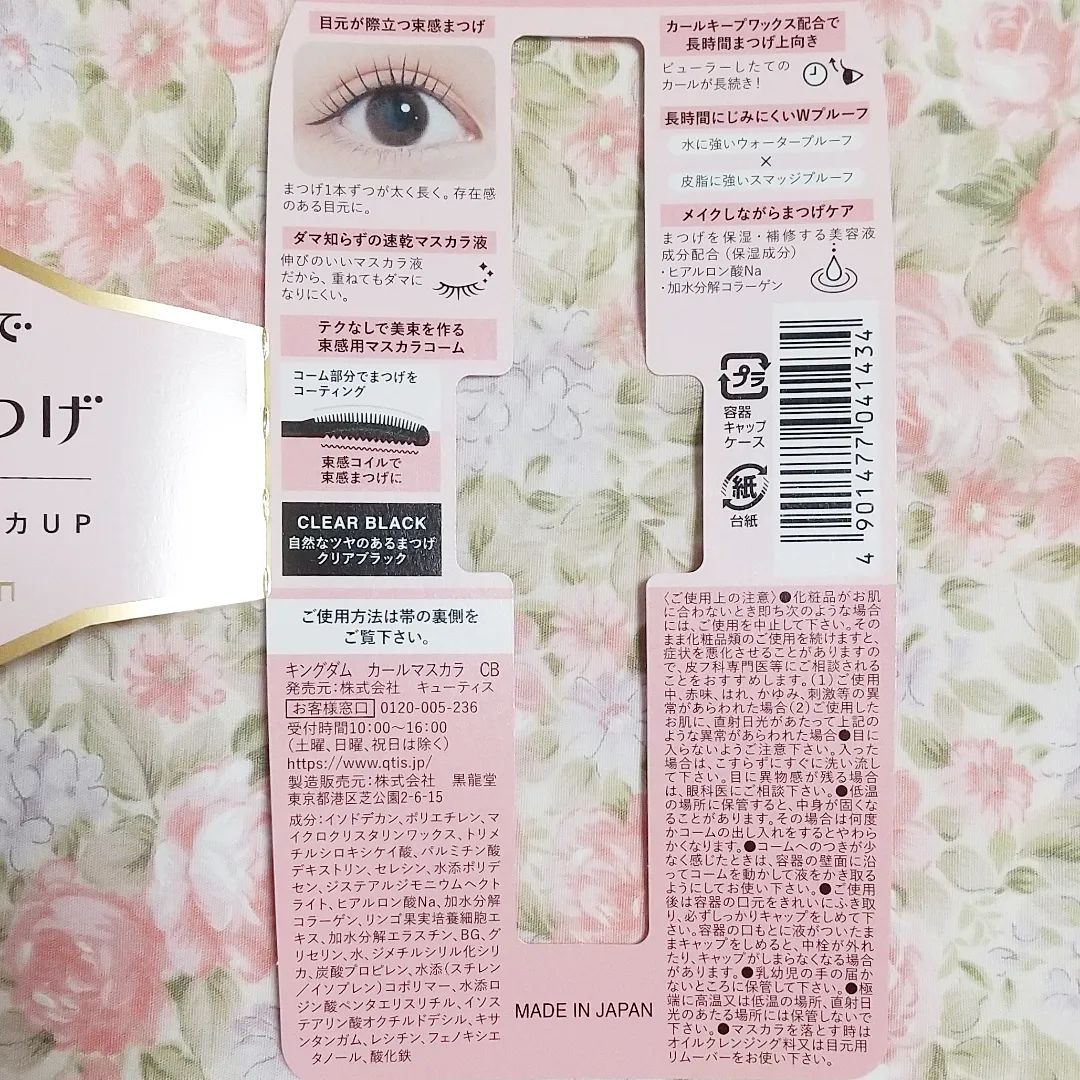 で‥
つげ
カUP
目元が際立つ束感まつげ
まつげ1本ずつが太く長く。存在感
のある目元に。
ダマ知らずの速乾マスカラ液
伸びのいいマスカラ液
だから、重ねてもダマに
なりにくい。
テクなしで美束を作る
束感用マスカラコーム
コーム部分でまつげを
コーティング
束感コイルで
束感まつげに
CLEAR BLACK
自然なツヤのあるまつげ
クリアブラック
ご使用方法は帯の裏側を
ご覧下さい。
キングダム カールマスカラ CB
発売元:株式会社 キューティス
お客様窓口 0120-005-236
受付時間10:00〜16:00
(土曜、日曜、祝日は除く)
https://www.qtis.jp/
製造販売元:株式会社 黒龍堂
東京都港区芝公園2-6-15
成分:イソドデカン、ポリエチレン、マ
イクロクリスタリンワックス、トリメ
チルシロキシケイ酸、パルミチン酸
デキストリン、セレシン、水添ポリデ
セン、ジステアルジモニウムヘクト
ライト、ヒアルロン酸Na、加水分解
コラーゲン、リンゴ果実培養細胞エ
キス、加水分解エラスチン、BG、グ
リセリン、水、ジメチルシリル化シリ
カ、炭酸プロピレン、水添(スチレン
/イソプレン)コポリマー、水添ロ
ジン酸ペンタエリスリチル、イソス
テアリン酸オクチルドデシル、キサ
ンタンガム、レシチン、フェノキシエ
タノール、酸化鉄
MADE IN JAPAN
カールキープワックス配合で
長時間まつげ上向き
ビューラーしたての
カールが長続き!
長時間にじみにくいWプルーフ
水に強いウォータープルーフ
×
皮脂に強いスマッジプルーフ
メイクしながらまつげケア
まつげを保湿・補修する美容液
成分配合(保湿成分)
・ヒアルロン酸Na
・加水分解コラーゲン
プラ
容器
キャップ
ケース
紙
台紙
4 901477 041434
〈ご使用上の注意〉●化粧品がお肌
に合わないとき即ち次のような場合
には、ご使用を中止して下さい。その
まま化粧品類のご使用を続けますと、
症状を悪化させることがありますの
で、皮フ科専門医等にご相談される
ことをおすすめします。(1)ご使用
中、赤味、はれ、かゆみ、刺激等の異
常があらわれた場合(2)ご使用した
お肌に、直射日光があたって上記の
ような異常があらわれた場合●目に
入らないようご注意下さい。入った
場合は、こすらずにすぐに洗い流し
て下さい。目に異物感が残る場合
は、眼科医にご相談下さい。●低温
の場所に保管すると、中身が固くな
ることがあります。その場合は何度
かコームの出し入れをするとやわら
かくなります。●コームへのつきが少
なく感じたときは、容器の壁面に沿
ってコームを動かして液をかき取る
ようにしてお使い下さい。●ご使用
後は容器の口元をきれいにふき取
り、必ずしっかりキャップをしめて下
さい。容器の口もとに液がついたま
まキャップをしめると、中栓が外れ
たり、キャップがしまらなくなる場合
があります。●乳幼児の手の届か
ないところに保管して下さい。●極
端に高温又は低温の場所、直射日
光のあたる場所には保管しないで
下さい。●マスカラを落とす時は
オイルクレンジング料又は目元用
リムーバーをお使い下さい。